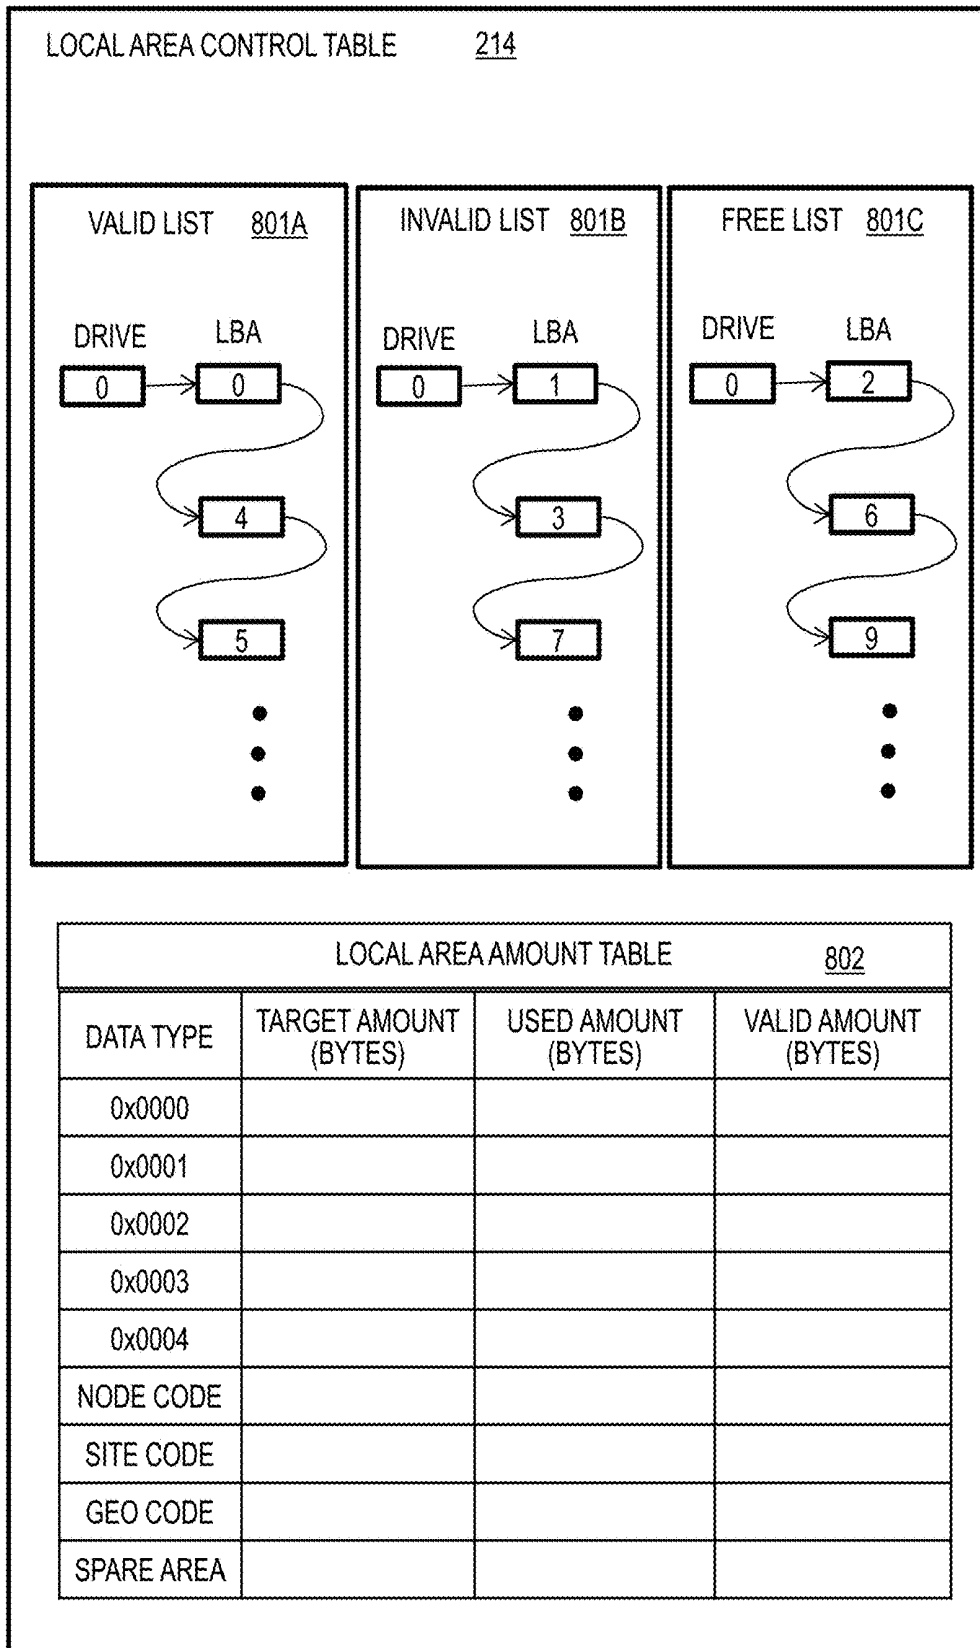 LOCAL AREA CONTROL TABLE 214
VALID LIST 801A
DRIVE LBA
0 0
4
5
INVALID LIST 801B
DRIVE LBA
0 1
3
7
FREE LIST 801C
DRIVE LBA
0 2
6
9
LOCAL AREA AMOUNT TABLE 802
DATA TYPE TARGET AMOUNT (BYTES) USED AMOUNT (BYTES) VALID AMOUNT (BYTES)
0x0000
0x0001
0x0002
0x0003
0x0004
NODE CODE
SITE CODE
GEO CODE
SPARE AREA